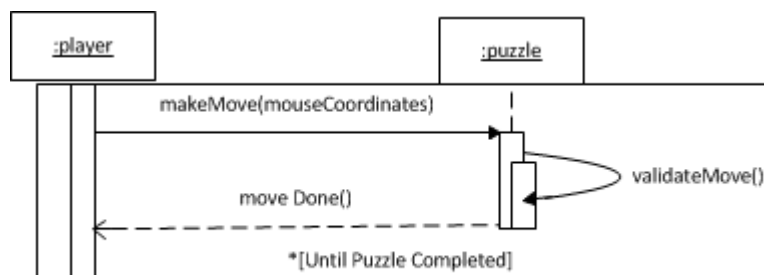 :player
:puzzle
makeMove(mouseCoordinates)
validateMove()
move Done()
*[Until Puzzle Completed]